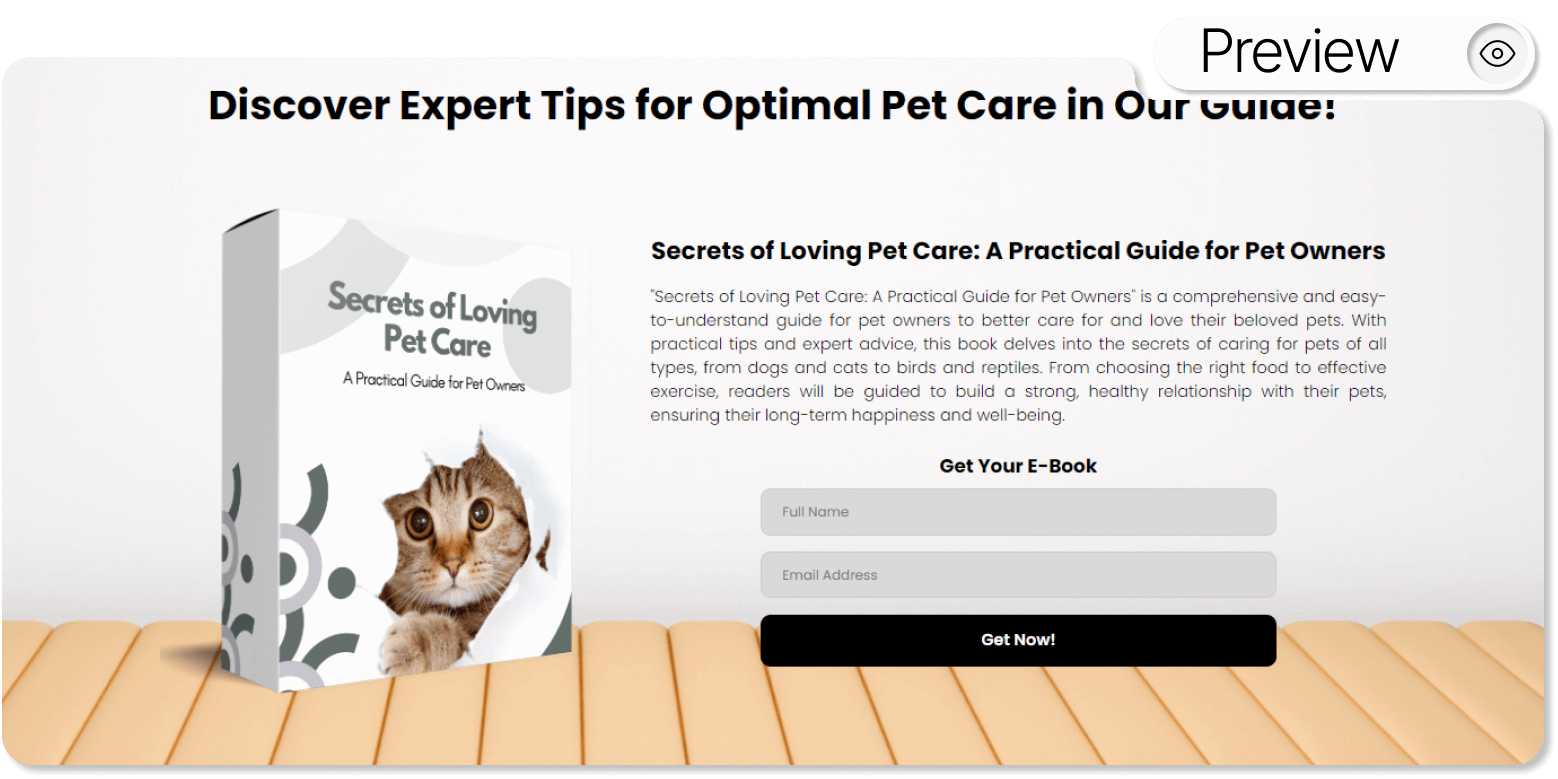 Preview
Discover Expert Tips for Optimal Pet Care in Our Guide!
Secrets of Loving
Pet Care
A Practical Guide for Pet Owners
Secrets of Loving Pet Care: A Practical Guide for Pet Owners
"Secrets of Loving Pet Care: A Practical Guide for Pet Owners" is a comprehensive and easy-
to-understand guide for pet owners to better care for and love their beloved pets. With
practical tips and expert advice, this book delves into the secrets of caring for pets of all
types, from dogs and cats to birds and reptiles. From choosing the right food to effective
exercise, readers will be guided to build a strong, healthy relationship with their pets,
ensuring their long-term happiness and well-being.
Get Your E-Book
Full Name
Email Address
Get Now!